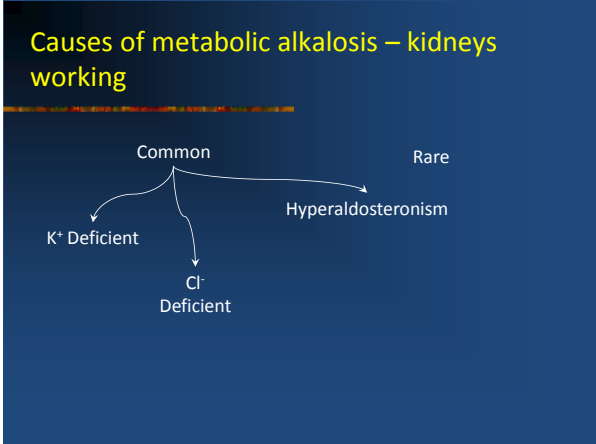 Causes of metabolic alkalosis – kidneys
working
Common
Rare
Hyperaldosteronism
K⁺ Deficient
Cl⁻
Deficient